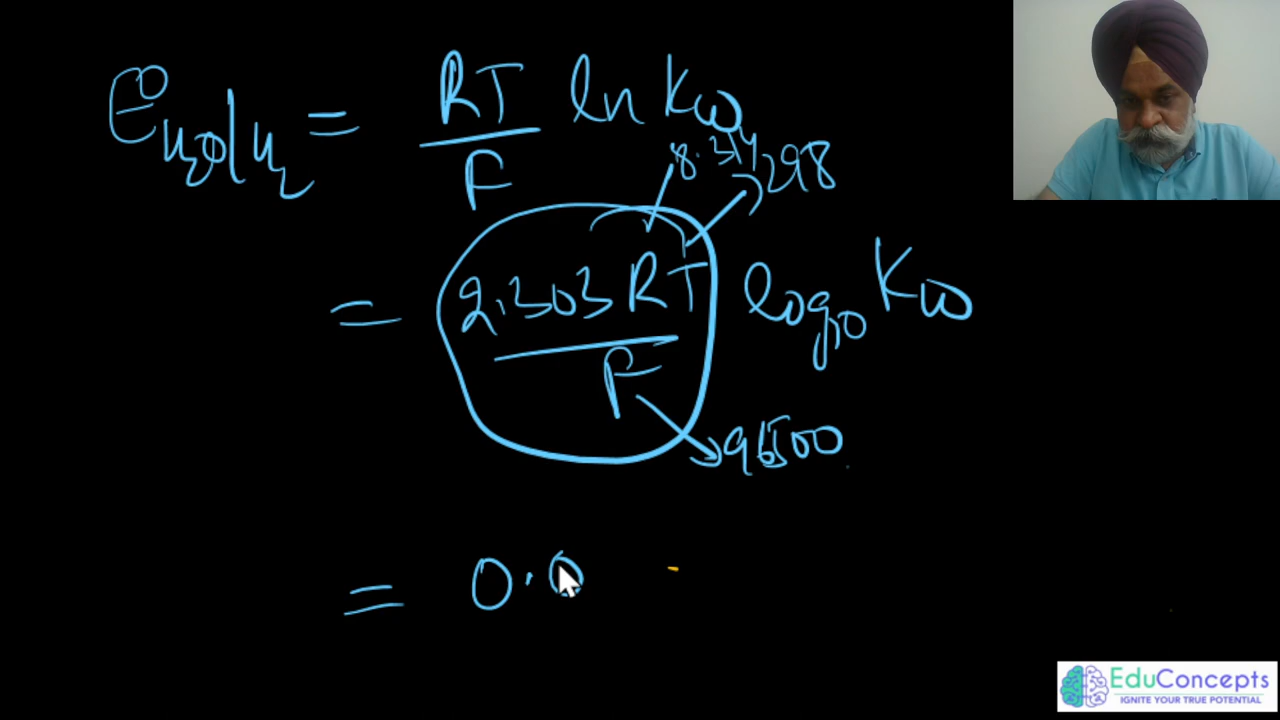 E⁰H₂O|H₂ = RT/F ln Kw
8.314 298
= 2.303 RT/F log₁₀ Kw
96500
= 0.0
EduConcepts
IGNITE YOUR TRUE POTENTIAL